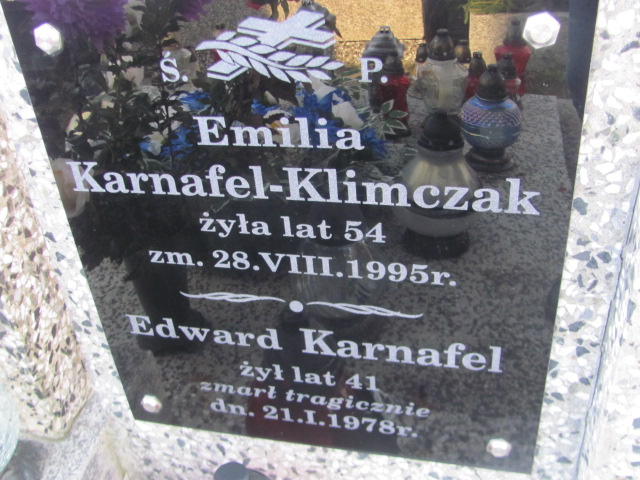 Ś. P.
Emilia
Karnafel-Klimczak
żyła lat 54
zm. 28.VIII.1995r.
Edward Karnafel
żył lat 41
zmarł tragicznie
dn. 21.I.1978r.